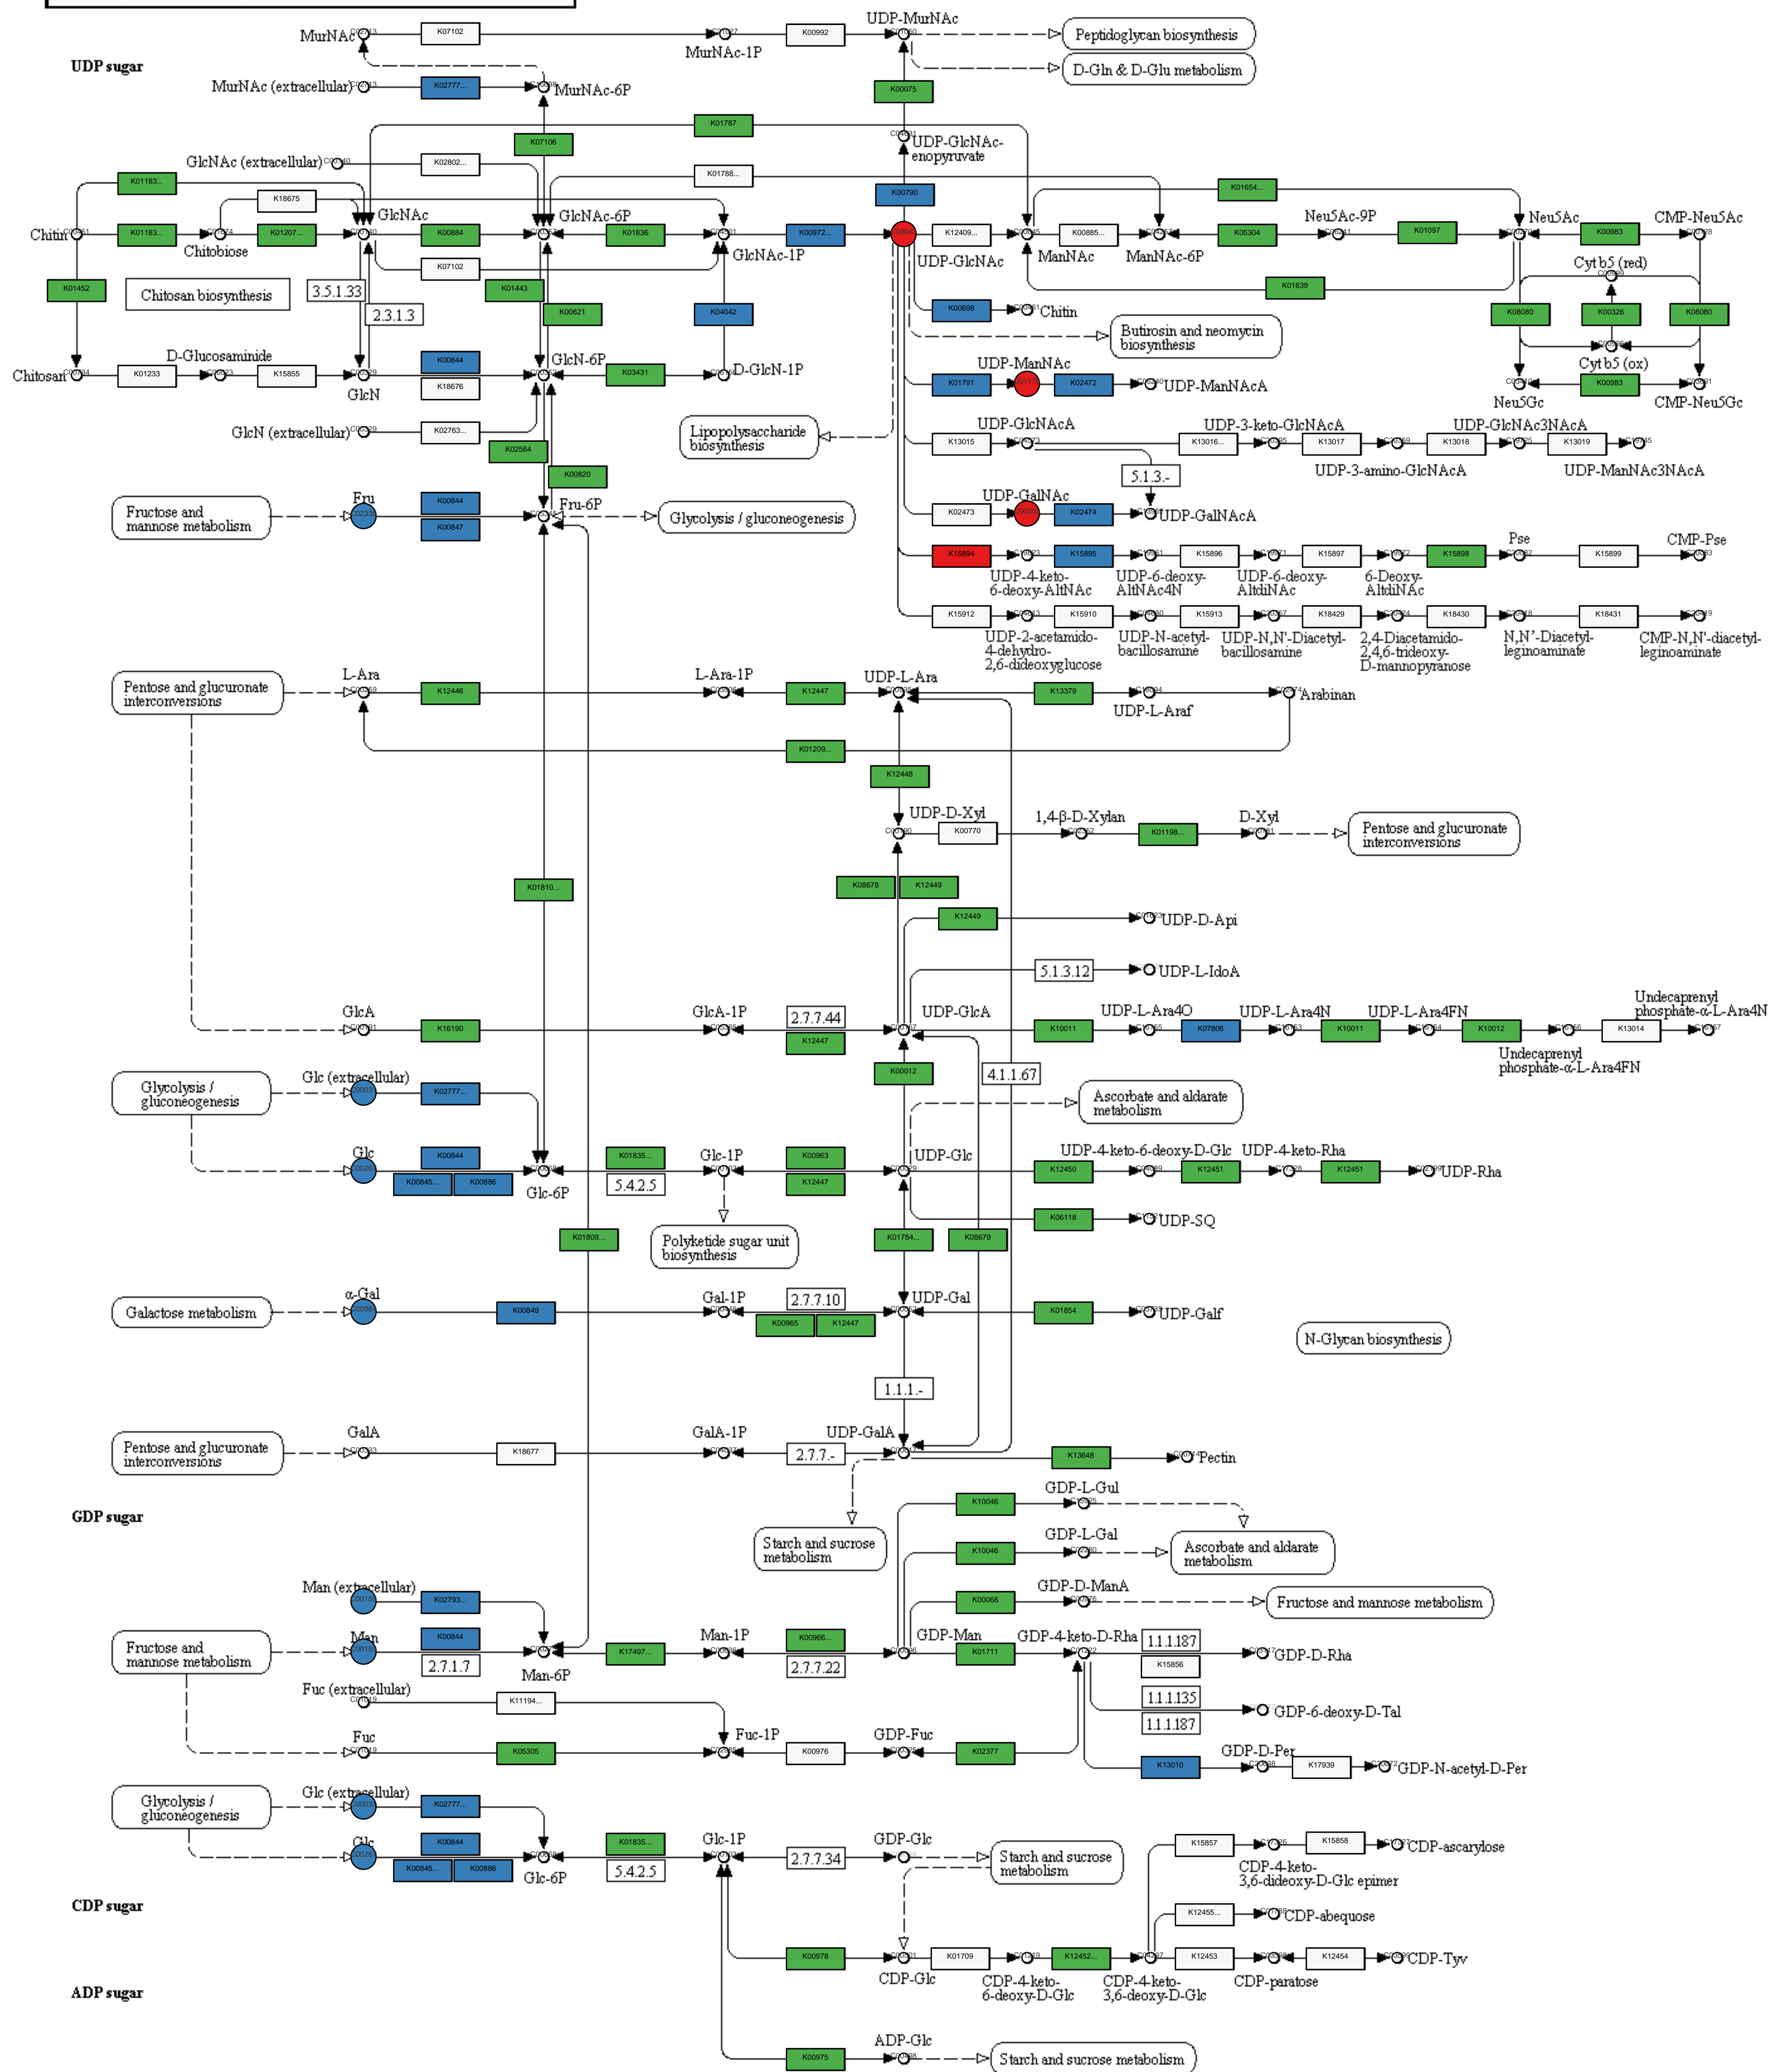 UDP-MurNAc
MurNAc
K07102
MurNAc-1P
K00992
Peptidoglycan biosynthesis
UDP sugar
D-Gln & D-Glu metabolism
MurNAc (extracellular)
K02777...
MurNAc-6P
K00075
K01787
K07106
UDP-GlcNAc-
enopyruvate
GlcNAc (extracellular)
K02802...
K01788...
K01183...
K18675
K00790
K01654...
GlcNAc
GlcNAc-6P
Neu5Ac-9P
Neu5Ac
CMP-Neu5Ac
Chitin
K01183...
Chitobiose
K01207...
K00884
K01836
GlcNAc-1P
K00972...
UDP-GlcNAc
K12409...
ManNAc
K00885...
ManNAc-6P
K05304
K01097
K00983
K07102
Cyt b5 (red)
K01452
Chitosan biosynthesis
3.5.1.33
K01443
K01639
2.3.1.3
K00621
K04042
K00698
Chitin
K08080
K00326
K08080
Butirosin and neomycin
biosynthesis
D-Glucosaminide
K00844
GlcN-6P
Cyt b5 (ox)
UDP-ManNAc
Chitosan
K01233
K15855
GlcN
K18676
K03431
D-GlcN-1P
K01791
K02472
UDP-ManNAcA
Neu5Gc
K00983
CMP-Neu5Gc
GlcN (extracellular)
K02763...
Lipopolysaccharide
biosynthesis
UDP-GlcNAcA
UDP-3-keto-GlcNAcA
UDP-GlcNAc3NAcA
K13015
K13016...
K13017
K13018
K13019
K02564
K00820
UDP-3-amino-GlcNAcA
UDP-ManNAc3NAcA
5.1.3.-
Fructose and
mannose metabolism
Fru
K00844
K00847
Fru-6P
Glycolysis / gluconeogenesis
UDP-GalNAc
K02473
K02474
UDP-GalNAcA
K15894
K15895
K15896
K15897
K15898
Pse
K15899
CMP-Pse
UDP-4-keto-
6-deoxy-AltNAc
UDP-6-deoxy-
AltNAc4N
UDP-6-deoxy-
AltdiNAc
6-Deoxy-
AltdiNAc
K15912
K15910
K15913
K18429
K18430
K18431
UDP-2-acetamido-
4-dehydro-
2,6-dideoxyglucose
UDP-N-acetyl-
bacillosamine
UDP-N,N'-Diacetyl-
bacillosamine
2,4-Diacetamido-
2,4,6-trideoxy-
D-mannopyranose
N,N''-Diacetyl-
leginoaminate
CMP-N,N'-diacetyl-
leginoaminate
Pentose and glucuronate
interconversions
L-Ara
K12446
L-Ara-1P
K12447
UDP-L-Ara
K13379
UDP-L-Araf
Arabinan
K01209...
K12448
UDP-D-Xyl
K00770
1,4-β-D-Xylan
K01198...
D-Xyl
Pentose and glucuronate
interconversions
K01810...
K08678
K12449
K12449
UDP-D-Api
5.1.3.12
UDP-L-IdoA
GlcA
K16190
GlcA-1P
2.7.7.44
K12447
UDP-GlcA
K10011
UDP-L-Ara4O
K07806
UDP-L-Ara4N
K10011
UDP-L-Ara4FN
K10012
Undecaprenyl
phosphate-α-L-Ara4FN
K13014
Undecaprenyl
phosphate-α-L-Ara4N
Glycolysis /
gluconeogenesis
Glc (extracellular)
K02777...
K00012
4.1.1.67
Ascorbate and aldarate
metabolism
Glc
K00844
K00845...
K00886
Glc-6P
K01835...
5.4.2.5
Glc-1P
K00963
K12447
UDP-Glc
UDP-4-keto-6-deoxy-D-Glc
UDP-4-keto-Rha
K12450
K12451
K12451
UDP-Rha
K06118
UDP-SQ
K01809...
Polyketide sugar unit
biosynthesis
K01784...
K08679
Galactose metabolism
α-Gal
K00849
Gal-1P
2.7.7.10
K00965
K12447
UDP-Gal
K01854
UDP-Galf
N-Glycan biosynthesis
1.1.1.-
Pentose and glucuronate
interconversions
GalA
K18677
GalA-1P
2.7.7.-
UDP-GalA
K13648
Pectin
GDP sugar
K10046
GDP-L-Gul
Starch and sucrose
metabolism
K10046
GDP-L-Gal
Ascorbate and aldarate
metabolism
Man (extracellular)
K02793...
K00066
GDP-D-ManA
Fructose and mannose metabolism
Fructose and
mannose metabolism
Man
K00844
2.7.1.7
Man-6P
K17497...
Man-1P
K00966...
2.7.7.22
GDP-Man
K01711
GDP-4-keto-D-Rha
1.1.1.187
K15856
GDP-D-Rha
Fuc (extracellular)
K11194...
1.1.1.135
1.1.1.187
GDP-6-deoxy-D-Tal
Fuc
K05305
Fuc-1P
K00976
GDP-Fuc
K02377
K13010
GDP-D-Per
K17939
GDP-N-acetyl-D-Per
Glycolysis /
gluconeogenesis
Glc (extracellular)
K02777...
Glc
K00844
K00845...
K00886
Glc-6P
K01835...
5.4.2.5
Glc-1P
2.7.7.34
GDP-Glc
Starch and sucrose
metabolism
K15857
K15858
CDP-ascarylose
CDP-4-keto-
3,6-dideoxy-D-Glc epimer
CDP sugar
K12455...
CDP-abequose
K00978
CDP-Glc
K01709
CDP-4-keto-
6-deoxy-D-Glc
K12452...
CDP-4-keto-
3,6-deoxy-D-Glc
K12453
CDP-paratose
K12454
CDP-Tyv
ADP sugar
K00975
ADP-Glc
Starch and sucrose metabolism